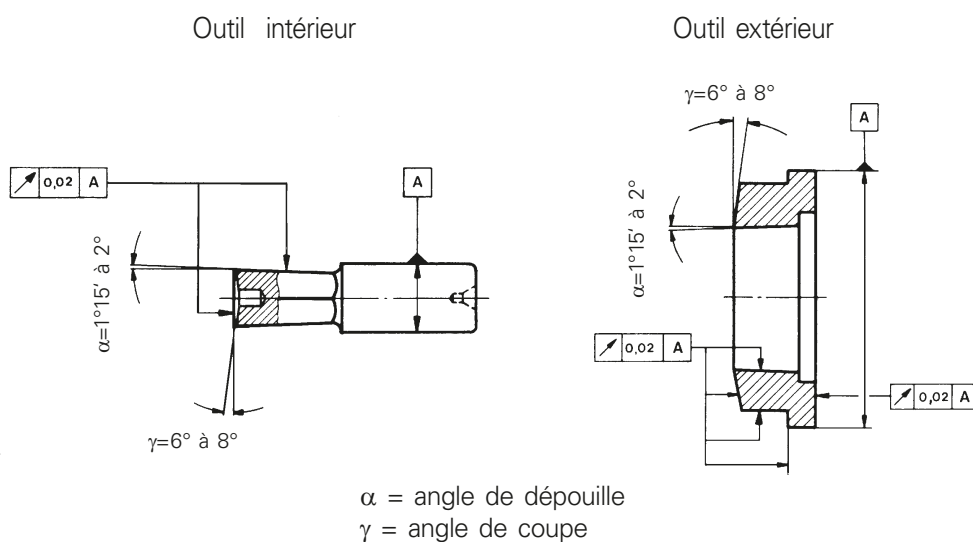 Outil intérieur
Outil extérieur
γ=6° à 8°
A
0,02 A
A
α=1°15′ à 2°
α=1°15′ à 2°
0,02 A
0,02 A
γ=6° à 8°
α = angle de dépouille
γ = angle de coupe